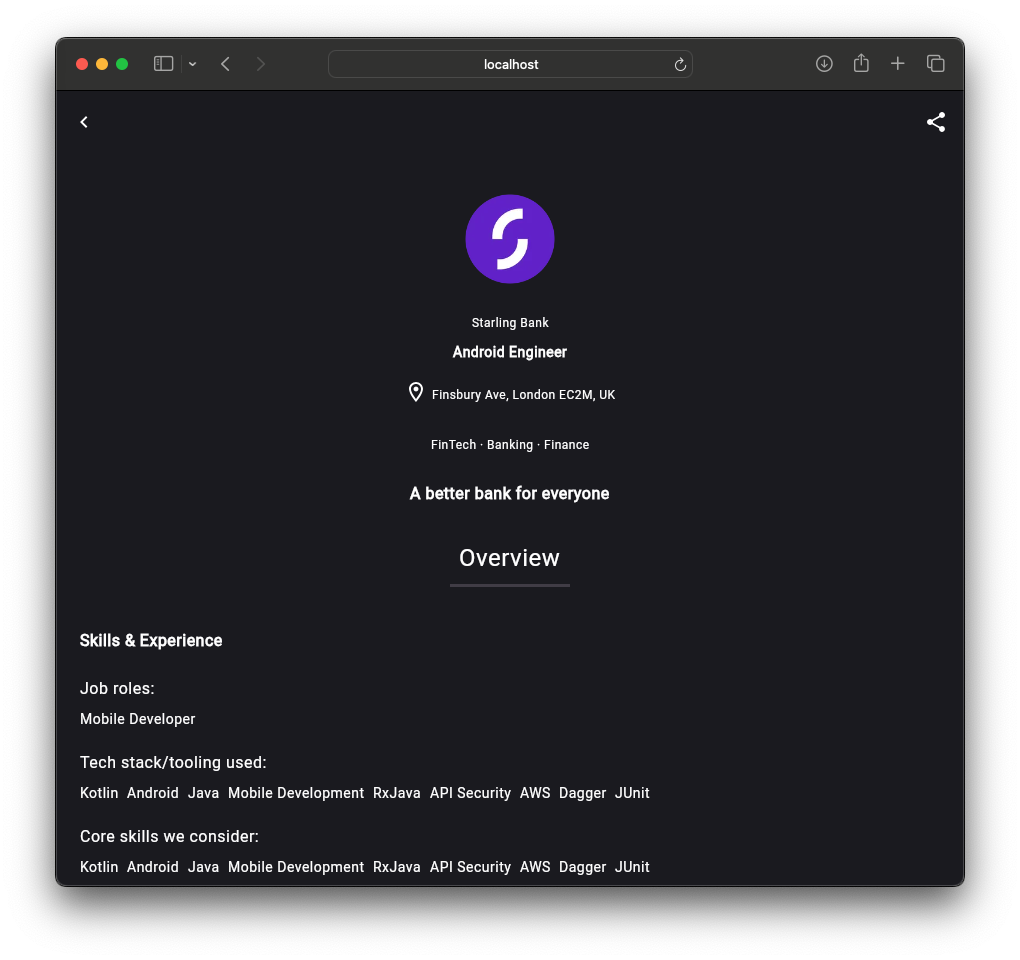 localhost
Starling Bank
Android Engineer
Finsbury Ave, London EC2M, UK
FinTech · Banking · Finance
A better bank for everyone
Overview
Skills & Experience
Job roles:
Mobile Developer
Tech stack/tooling used:
Kotlin Android Java Mobile Development RxJava API Security AWS Dagger JUnit
Core skills we consider:
Kotlin Android Java Mobile Development RxJava API Security AWS Dagger JUnit